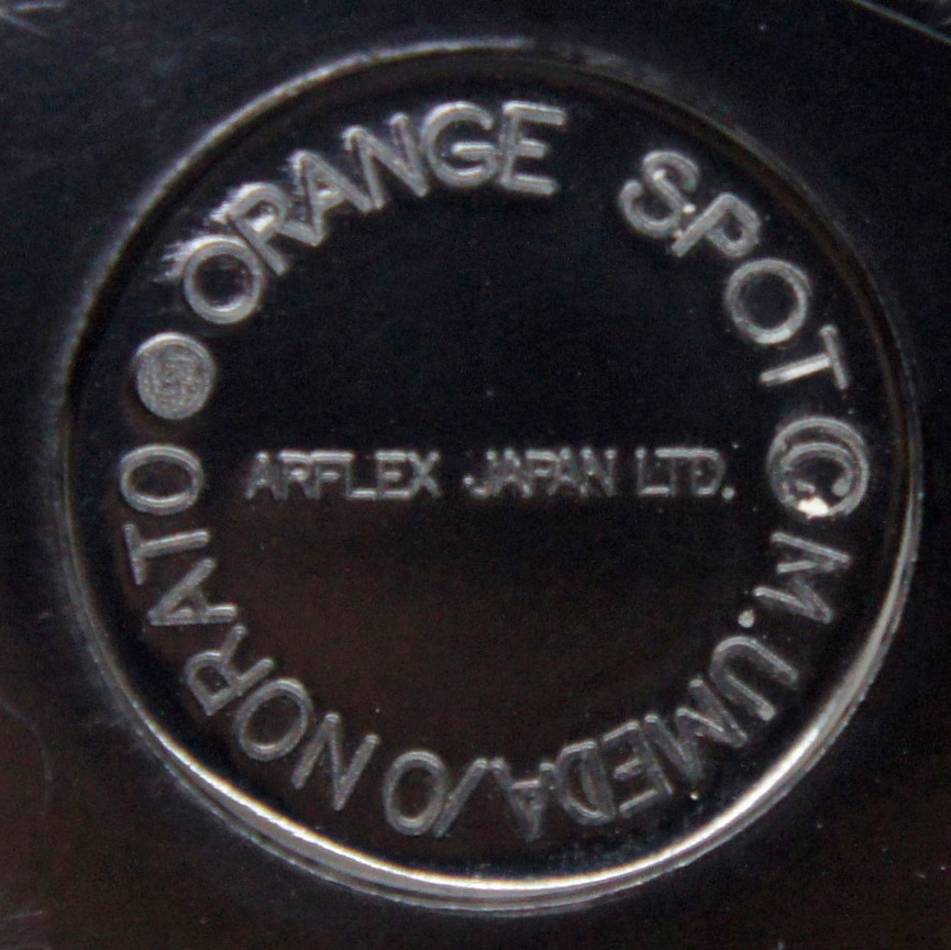 ORANGE SPOT © M.UMEDA/O NORATO
ARFLEX JAPAN LTD.